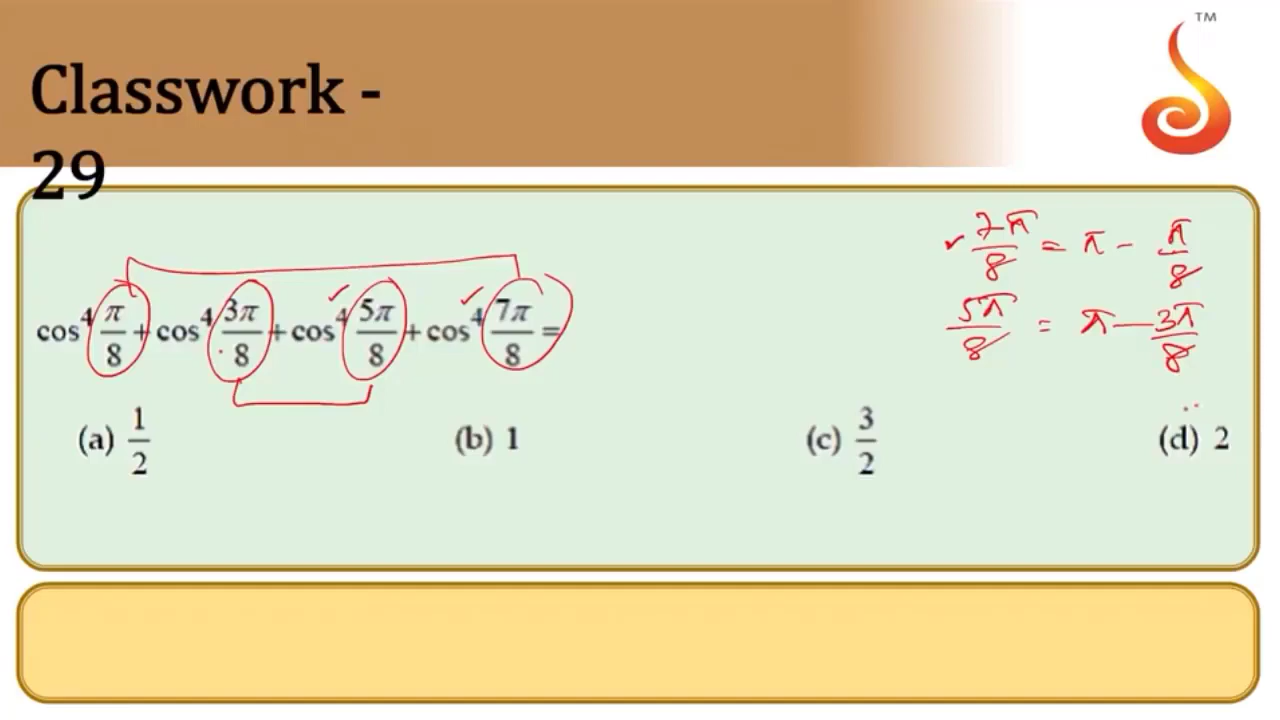 TM
Classwork -
29
7π/8 = π - π/8
5π/8 = π - 3π/8
cos⁴ π/8 + cos⁴ 3π/8 + cos⁴ 5π/8 + cos⁴ 7π/8 =
(a) 1/2 (b) 1 (c) 3/2 (d) 2